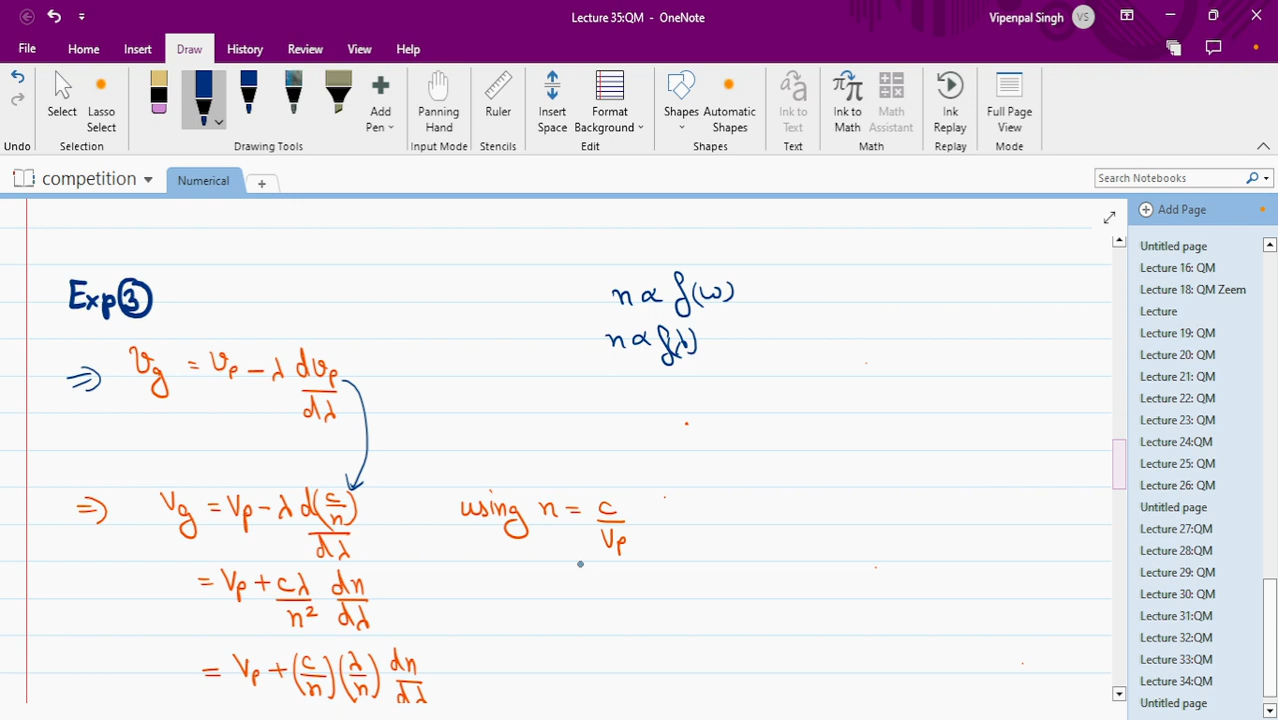 Lecture 35:QM - OneNote
Vipenpal Singh VS
File Home Insert Draw History Review View Help
Undo
Select
Lasso Select
Add Pen
Panning Hand
Ruler
Insert Space
Format Background
Shapes
Automatic Shapes
Ink to Text
Ink to Math
Math Assistant
Ink Replay
Full Page View
Undo Selection Drawing Tools Input Mode Stencils Edit Shapes Text Math Replay Mode
competition Numerical + Search Notebooks
Add Page
Untitled page
Lecture 16: QM
Lecture 18: QM Zeem
Lecture
Lecture 19: QM
Lecture 20: QM
Lecture 21: QM
Lecture 22: QM
Lecture 23: QM
Lecture 24:QM
Lecture 25: QM
Lecture 26: QM
Untitled page
Lecture 27:QM
Lecture 28:QM
Lecture 29: QM
Lecture 30: QM
Lecture 31:QM
Lecture 32:QM
Lecture 33:QM
Lecture 34:QM
Untitled page
Exp ③
n ∝ f(ω)
n ∝ f(λ)
⇒ Vg = Vp − λ dVp/dλ
⇒ Vg = Vp − λ d(c/n)/dλ using n = c/Vp
= Vp + cλ/n² dn/dλ
= Vp + (c/n)(λ/n) dn/dλ